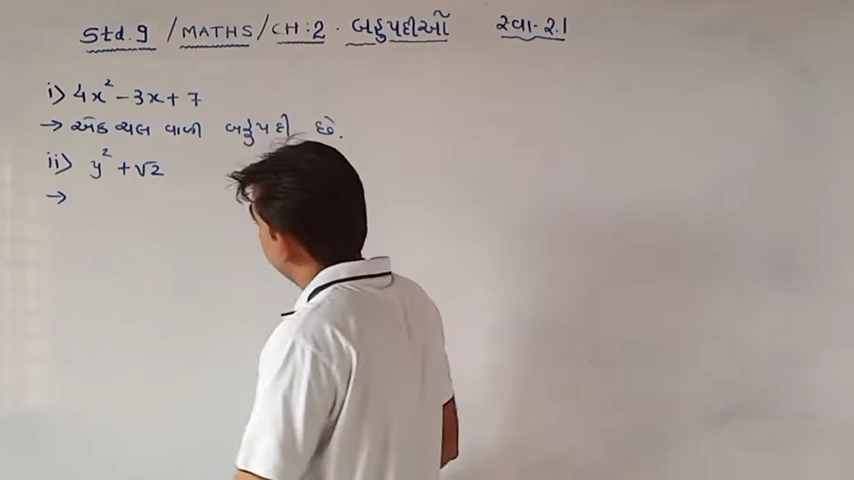 Std. 9 / MATHS / CH : 2 . બહુપદીઓ સ્વા- 2.1
i) 4x² - 3x + 7
→ એક ચલ વાળી બહુપદી છે.
ii) y² + √2
→